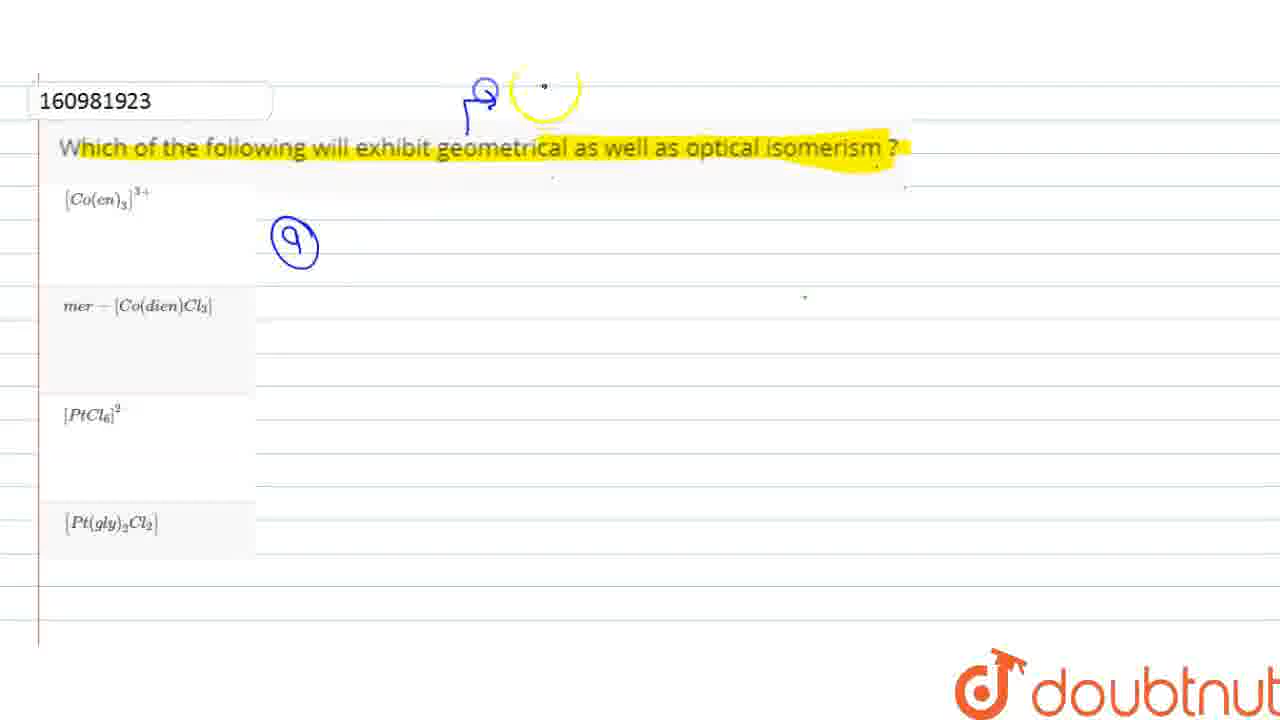 160981923
Which of the following will exhibit geometrical as well as optical isomerism ?
[Co(en)₃]³⁺
a
mer − [Co(dien)Cl₃]
[PtCl₆]²⁻
[Pt(gly)₂Cl₂]
doubtnut